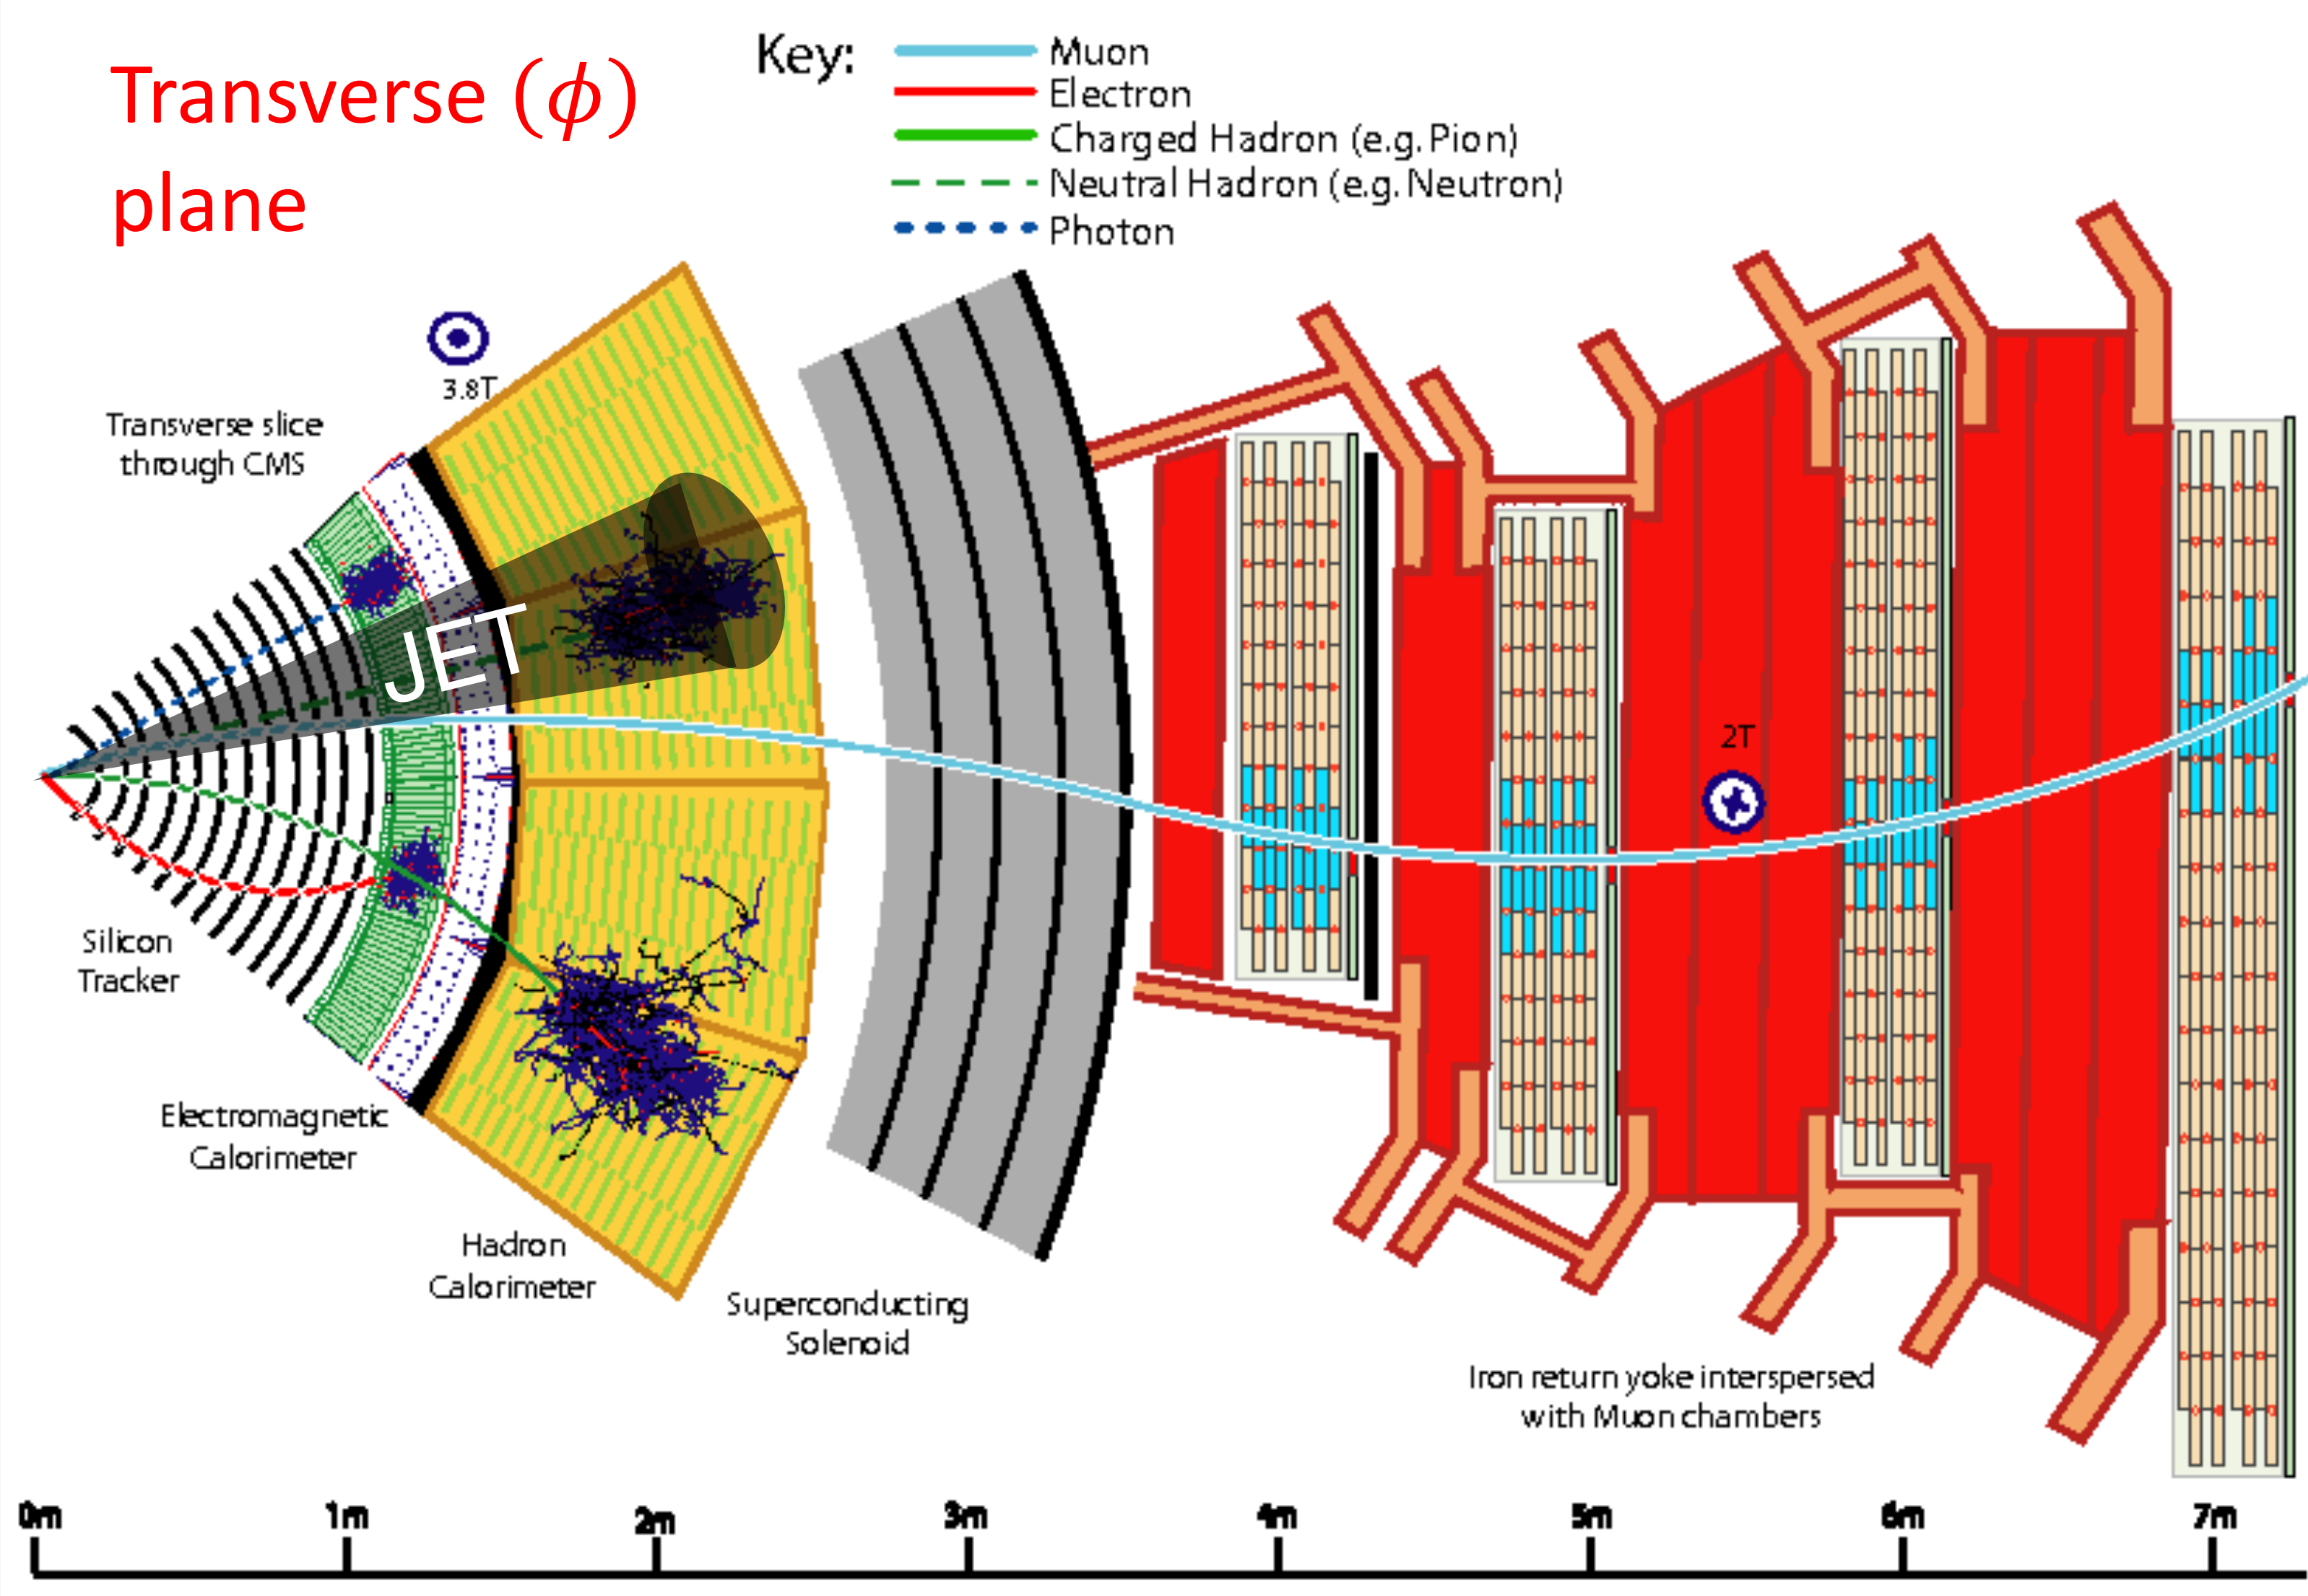 Transverse (ϕ)
plane
Key:
Muon
Electron
Charged Hadron (e.g. Pion)
Neutral Hadron (e.g. Neutron)
Photon
3.8T
Transverse slice
through CMS
JET
2T
Silicon
Tracker
Electromagnetic
Calorimeter
Hadron
Calorimeter
Superconducting
Solenoid
Iron return yoke interspersed
with Muon chambers
0m 1m 2m 3m 4m 5m 6m 7m